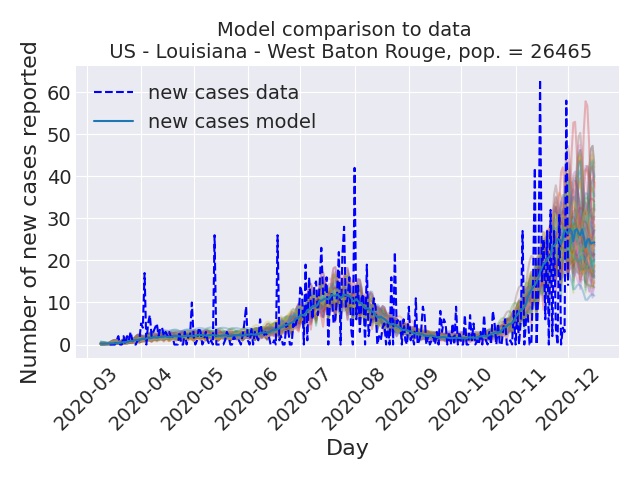 Model comparison to data
US - Louisiana - West Baton Rouge, pop. = 26465
Number of new cases reported
new cases data
new cases model
60
50
40
30
20
10
0
2020-03
2020-04
2020-05
2020-06
2020-07
2020-08
2020-09
2020-10
2020-11
2020-12
Day